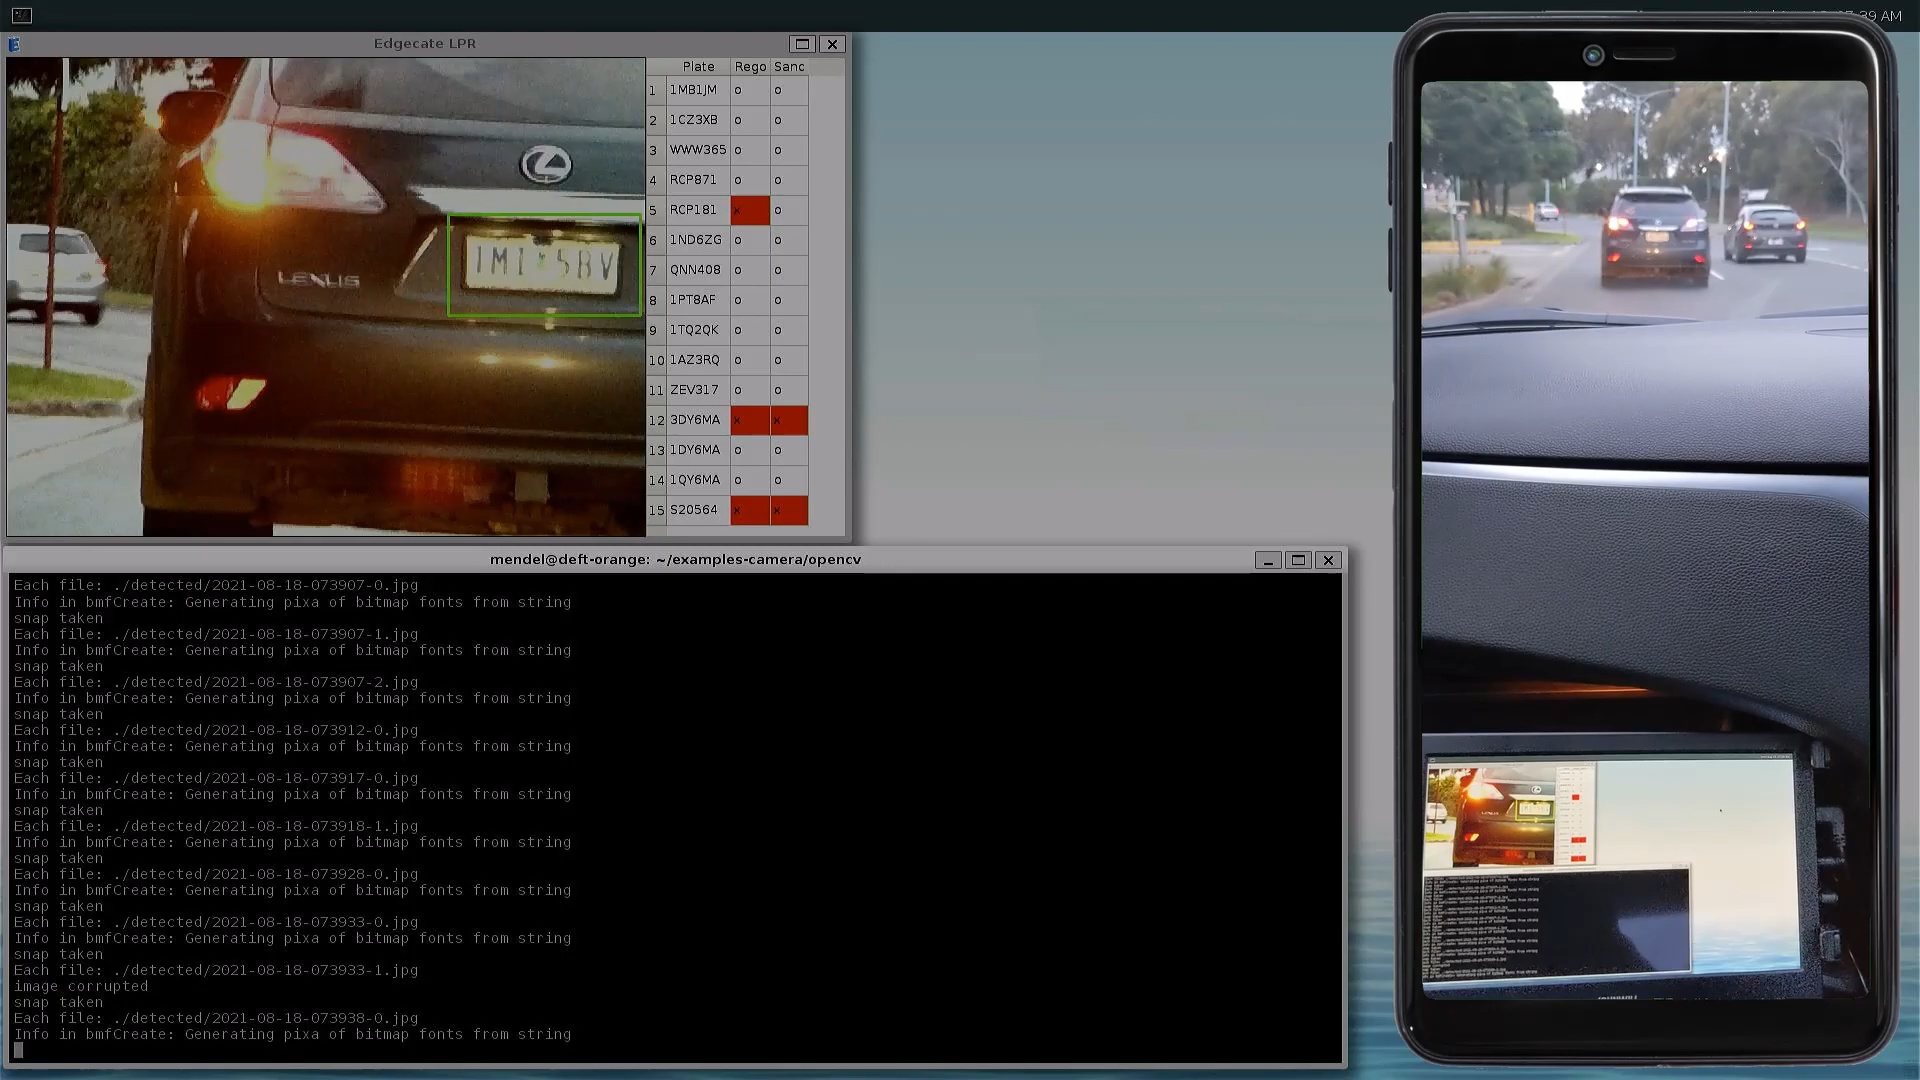 39 AM
Edgecate LPR
Plate Rego Sanc
1 1MB1JM o o
2 1CZ3XB o o
3 WWW365 o o
4 RCP871 o o
5 RCP181 x o
6 1ND6ZG o o
7 QNN408 o o
8 1PT8AF o o
9 1TQ2QK o o
10 1AZ3RQ o o
11 ZEV317 o o
12 3DY6MA x x
13 1DY6MA o o
14 1QY6MA o o
15 S20564 x x
LEXUS
mendel@deft-orange: ~/examples-camera/opencv
Each file: ./detected/2021-08-18-073907-0.jpg
Info in bmfCreate: Generating pixa of bitmap fonts from string
snap taken
Each file: ./detected/2021-08-18-073907-1.jpg
Info in bmfCreate: Generating pixa of bitmap fonts from string
snap taken
Each file: ./detected/2021-08-18-073907-2.jpg
Info in bmfCreate: Generating pixa of bitmap fonts from string
snap taken
Each file: ./detected/2021-08-18-073912-0.jpg
Info in bmfCreate: Generating pixa of bitmap fonts from string
snap taken
Each file: ./detected/2021-08-18-073917-0.jpg
Info in bmfCreate: Generating pixa of bitmap fonts from string
snap taken
Each file: ./detected/2021-08-18-073918-1.jpg
Info in bmfCreate: Generating pixa of bitmap fonts from string
snap taken
Each file: ./detected/2021-08-18-073928-0.jpg
Info in bmfCreate: Generating pixa of bitmap fonts from string
snap taken
Each file: ./detected/2021-08-18-073933-0.jpg
Info in bmfCreate: Generating pixa of bitmap fonts from string
snap taken
Each file: ./detected/2021-08-18-073933-1.jpg
image corrupted
snap taken
Each file: ./detected/2021-08-18-073938-0.jpg
Info in bmfCreate: Generating pixa of bitmap fonts from string